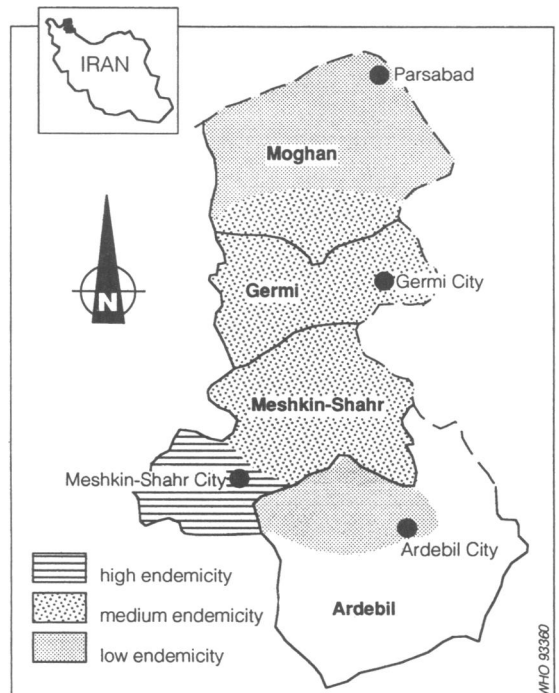 IRAN
Parsabad
Moghan
N
Germi
Germi City
Meshkin-Shahr
Meshkin-Shahr City
Ardebil City
Ardebil
high endemicity
medium endemicity
low endemicity
WHO 93360